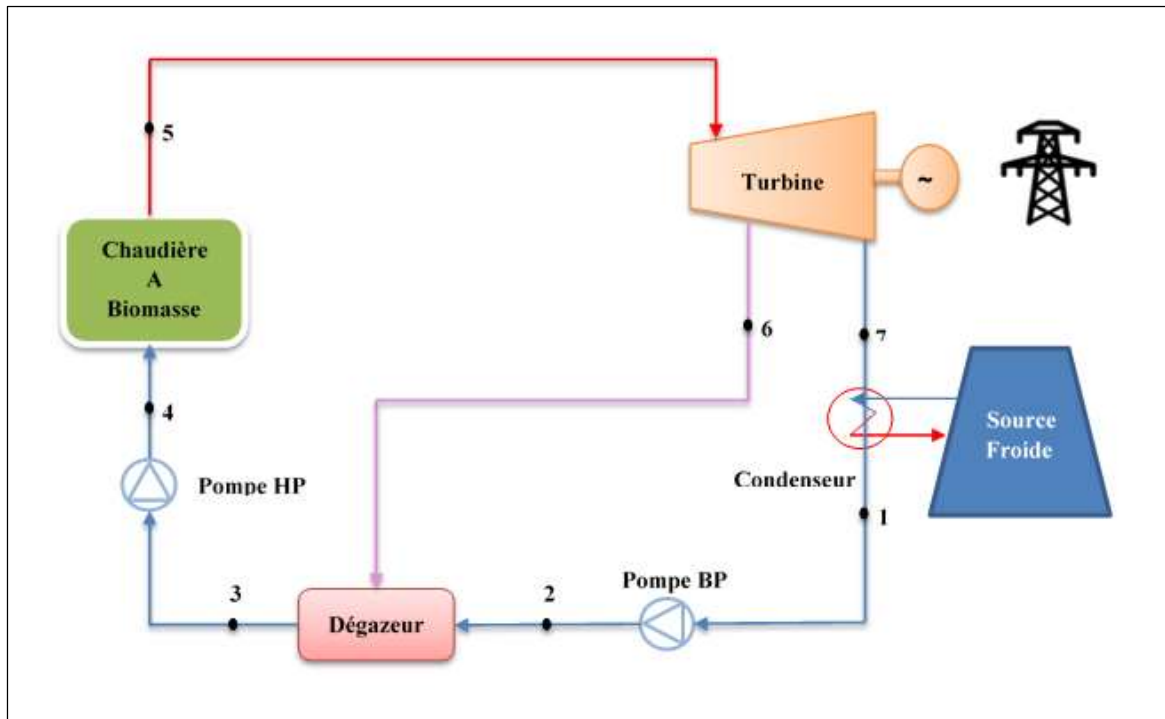 5
Turbine
~
Chaudière
A
Biomasse
6
7
4
Source
Froide
Pompe HP
Condenseur
1
Pompe BP
3
2
Dégazeur